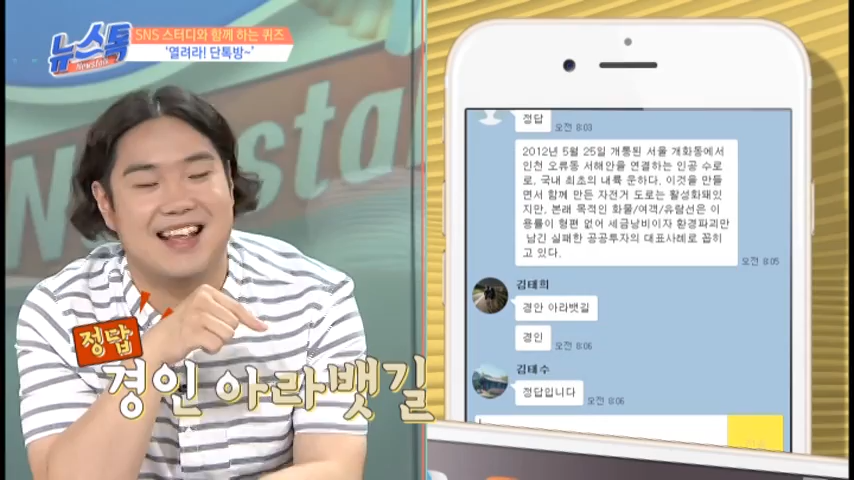 뉴스톡
Newstalk
SNS 스터디와 함께 하는 퀴즈
'열려라! 단톡방~'
Newstal
정답
경인 아라뱃길
정답
오전 8:03
2012년 5월 25일 개통된 서울 개화동에서
인천 오류동 서해안을 연결하는 인공 수로
로, 국내 최초의 내륙 운하다. 이것을 만들
면서 함께 만든 자전거 도로는 활성화돼있
지만, 본래 목적인 화물/여객/유람선은 이
용률이 형편 없어 세금낭비이자 환경파괴만
남긴 실패한 공공투자의 대표사례로 꼽히
고 있다.
오전 8:05
김태희
경안 아라뱃길
경인
오전 8:06
김태수
정답입니다
오전 8:06